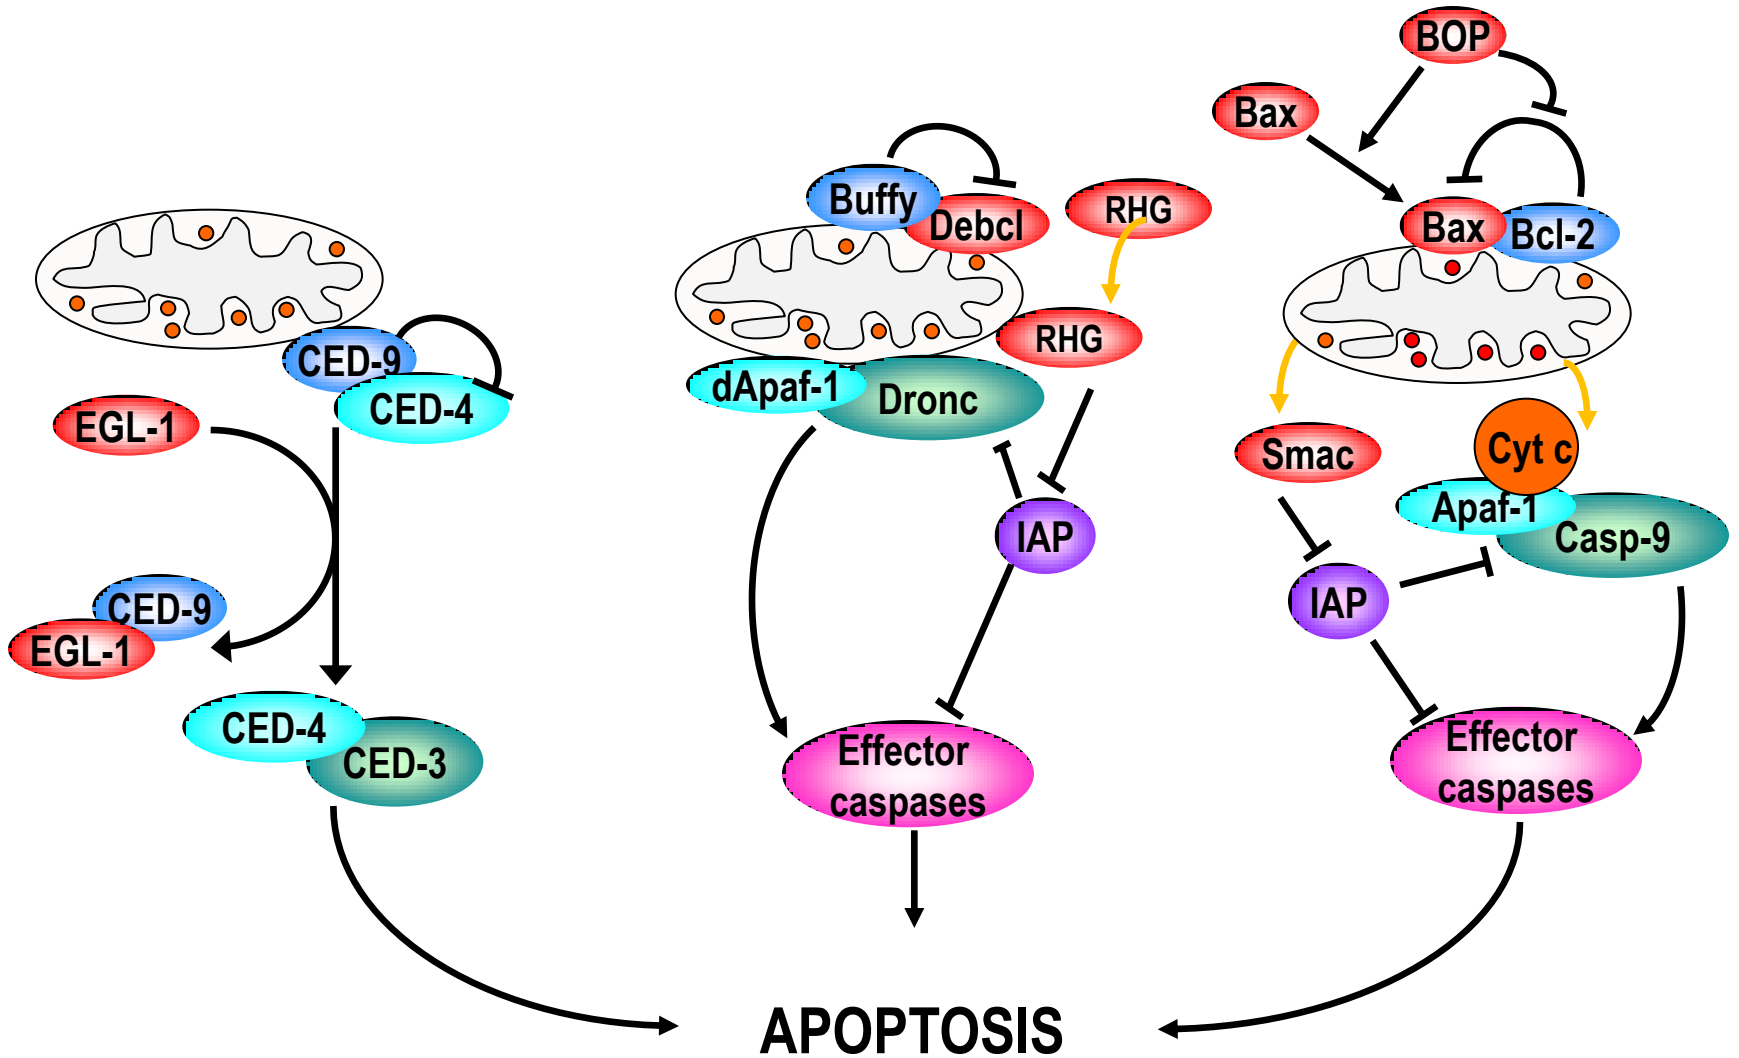 CED-9
CED-4
EGL-1
CED-9
EGL-1
CED-4
CED-3
Buffy
Debcl
RHG
RHG
dApaf-1
Dronc
IAP
Effector
caspases
BOP
Bax
Bax
Bcl-2
Smac
Cyt c
Apaf-1
Casp-9
IAP
Effector
caspases
APOPTOSIS